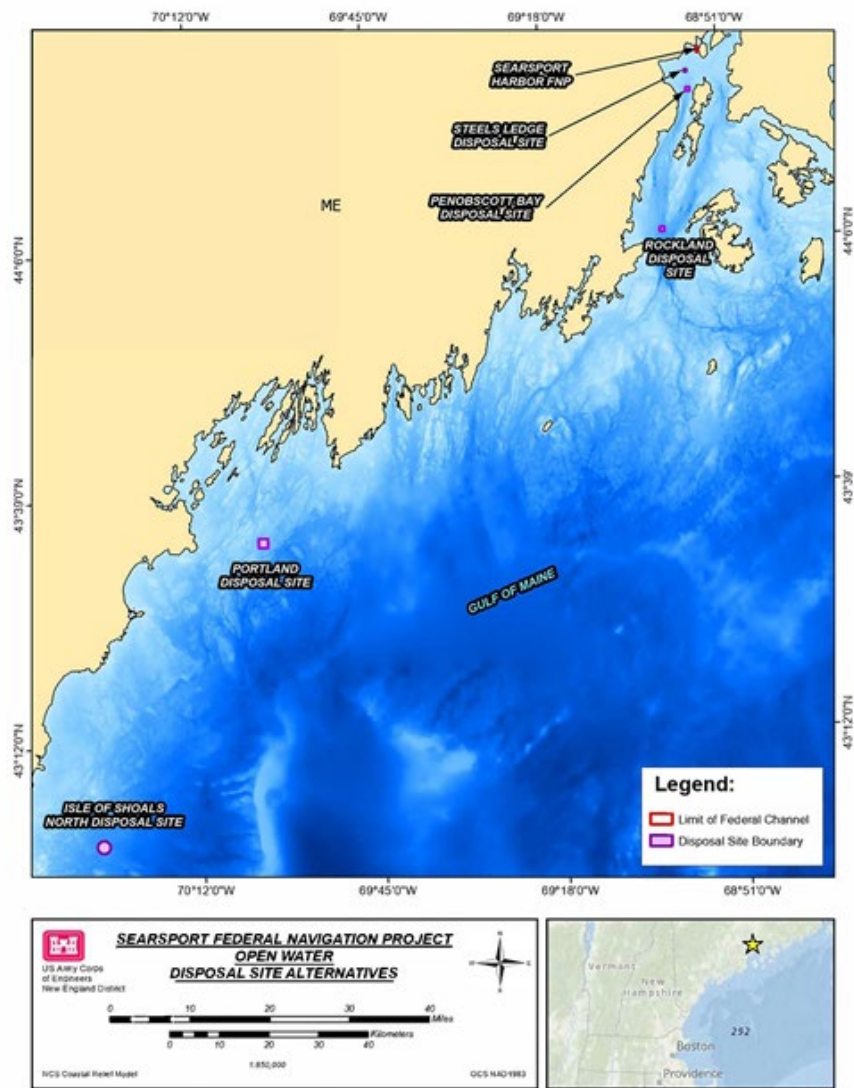 70°12'0"W
69°45'0"W
69°18'0"W
68°51'0"W
SEARSPORT
HARBOR FNP
STEELS LEDGE
DISPOSAL SITE
PENOBSCOTT BAY
DISPOSAL SITE
ME
ROCKLAND
DISPOSAL
SITE
44°6'0"N
44°6'0"N
43°39'0"N
43°39'
PORTLAND
DISPOSAL SITE
GULF OF MAINE
43°12'0"N
43°12'0"N
ISLE OF SHOALS
NORTH DISPOSAL SITE
Legend:
Limit of Federal Channel
Disposal Site Boundary
70°12'0"W
69°45'0"W
69°18'0"W
68°51'0"W
US Army Corps
of Engineers
New England District
SEARSPORT FEDERAL NAVIGATION PROJECT
OPEN WATER
DISPOSAL SITE ALTERNATIVES
N
W
E
S
0 10 20 30 40
Miles
Kilometers
0 10 20 30 40
1:850,000
NCS Coastal Relief Model
GCS NAD1983
Vermont
New
Hampshire
Boston
Providence
252